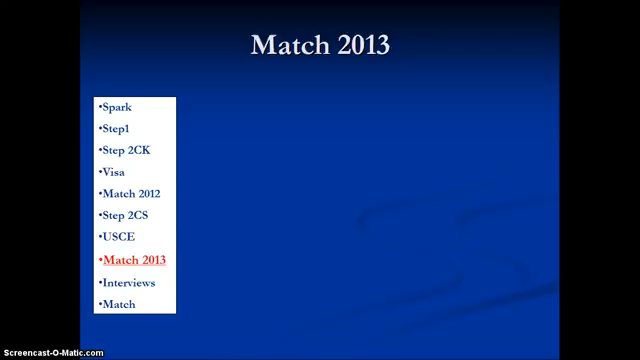 Match 2013
•Spark
•Step1
•Step 2CK
•Visa
•Match 2012
•Step 2CS
•USCE
•Match 2013
•Interviews
•Match
Screencast-O-Matic.com